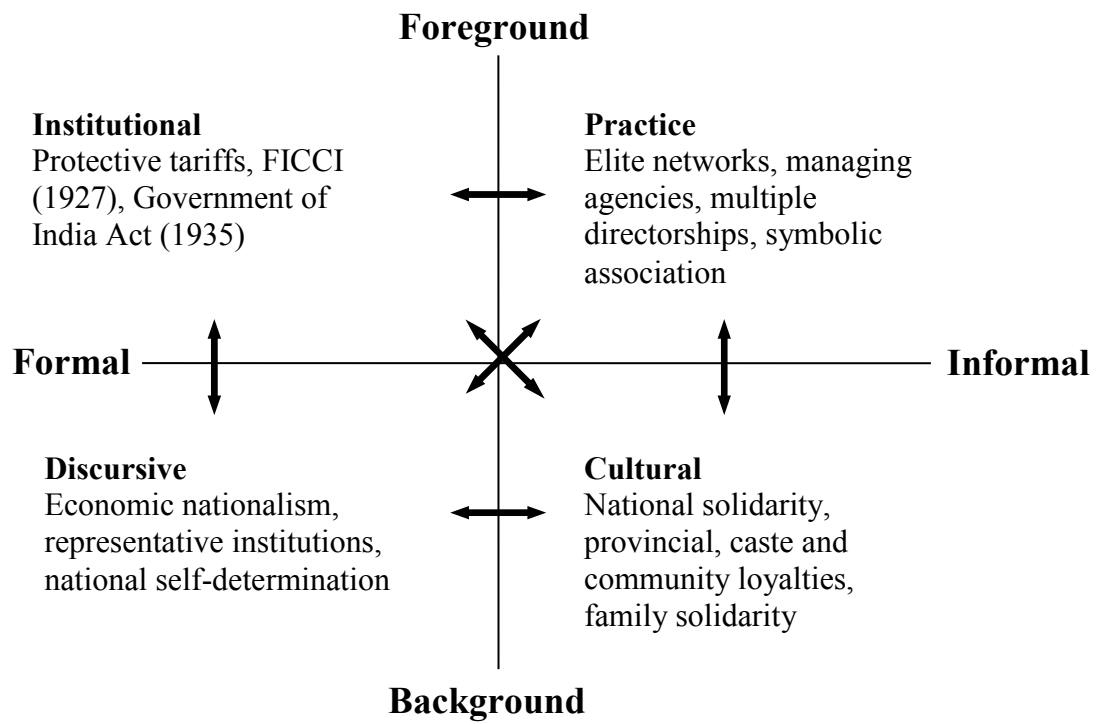 Foreground
Institutional
Protective tariffs, FICCI
(1927), Government of
India Act (1935)
Practice
Elite networks, managing
agencies, multiple
directorships, symbolic
association
Formal
Informal
Discursive
Economic nationalism,
representative institutions,
national self-determination
Cultural
National solidarity,
provincial, caste and
community loyalties,
family solidarity
Background